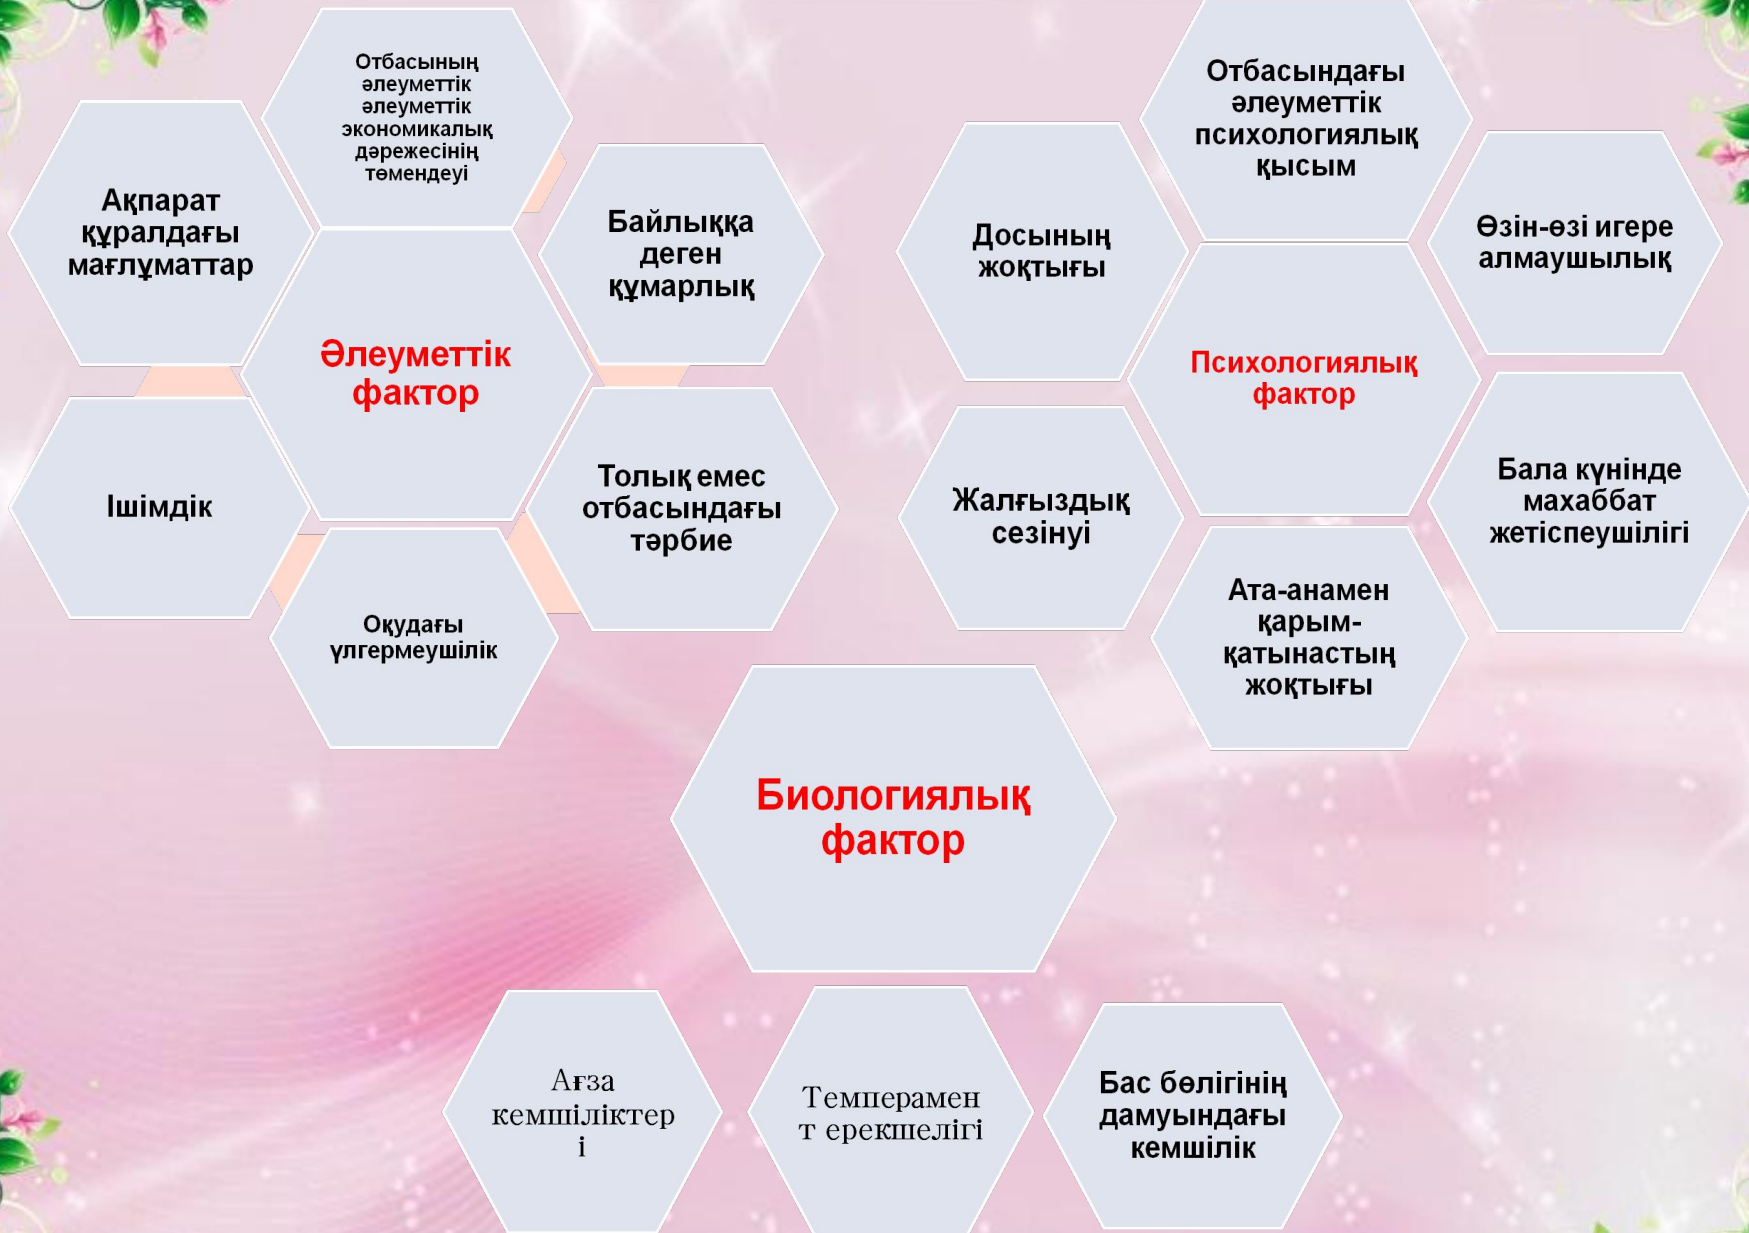 Отбасының
әлеуметтік
әлеуметтік
экономикалық
дәрежесінің
төмендеуі
Ақпарат
құралдағы
мағлұматтар
Байлыққа
деген
құмарлық
Әлеуметтік
фактор
Ішімдік
Толық емес
отбасындағы
тәрбие
Оқудағы
үлгермеушілік
Отбасындағы
әлеуметтік
психологиялық
қысым
Досының
жоқтығы
Өзін-өзі игере
алмаушылық
Психологиялық
фактор
Жалғыздық
сезінуі
Бала күнінде
махаббат
жетіспеушілігі
Ата-анамен
қарым-
қатынастың
жоқтығы
Биологиялық
фактор
Ағза
кемшіліктер
і
Темперамен
т ерекшелігі
Бас бөлігінің
дамуындағы
кемшілік